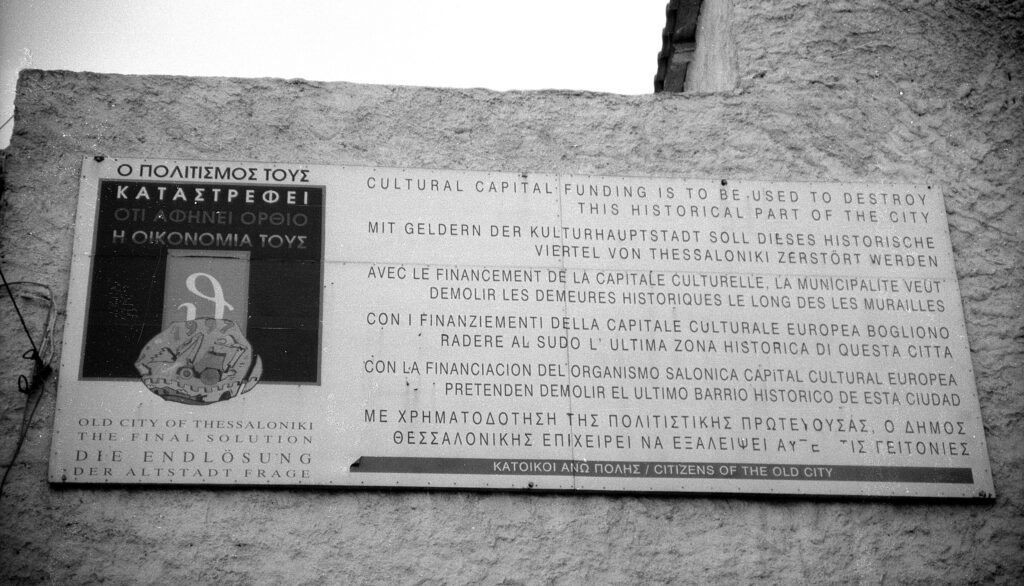 Ο ΠΟΛΙΤΙΣΜΟΣ ΤΟΥΣ
ΚΑΤΑΣΤΡΕΦΕΙ
ΟΤΙ ΑΦΗΝΕΙ ΟΡΘΙΟ
Η ΟΙΚΟΝΟΜΙΑ ΤΟΥΣ
OLD CITY OF THESSALONIKI
THE FINAL SOLUTION
DIE ENDLÖSUNG
DER ALTSTADT FRAGE
CULTURAL CAPITAL FUNDING IS TO BE USED TO DESTROY
THIS HISTORICAL PART OF THE CITY
MIT GELDERN DER KULTURHAUPTSTADT SOLL DIESES HISTORISCHE
VIERTEL VON THESSALONIKI ZERSTÖRT WERDEN
AVEC LE FINANCEMENT DE LA CAPITALE CULTURELLE, LA MUNICIPALITE VEUT
DEMOLIR LES DEMEURES HISTORIQUES LE LONG DES LES MURAILLES
CON I FINANZIEMENTI DELLA CAPITALE CULTURALE EUROPEA BOGLIONO
RADERE AL SUDO L' ULTIMA ZONA HISTORICA DI QUESTA CITTA
CON LA FINANCIACION DEL ORGANISMO SALONICA CAPITAL CULTURAL EUROPEA
PRETENDEN DEMOLIR EL ULTIMO BARRIO HISTORICO DE ESTA CIUDAD
ΜΕ ΧΡΗΜΑΤΟΔΟΤΗΣΗ ΤΗΣ ΠΟΛΙΤΙΣΤΙΚΗΣ ΠΡΩΤΕΥΟΥΣΑΣ, Ο ΔΗΜΟΣ
ΘΕΣΣΑΛΟΝΙΚΗΣ ΕΠΙΧΕΙΡΕΙ ΝΑ ΕΞΑΛΕΙΨΕΙ ΓΕΙΤΟΝΙΕΣ
ΚΑΤΟΙΚΟΙ ΑΝΩ ΠΟΛΗΣ / CITIZENS OF THE OLD CITY